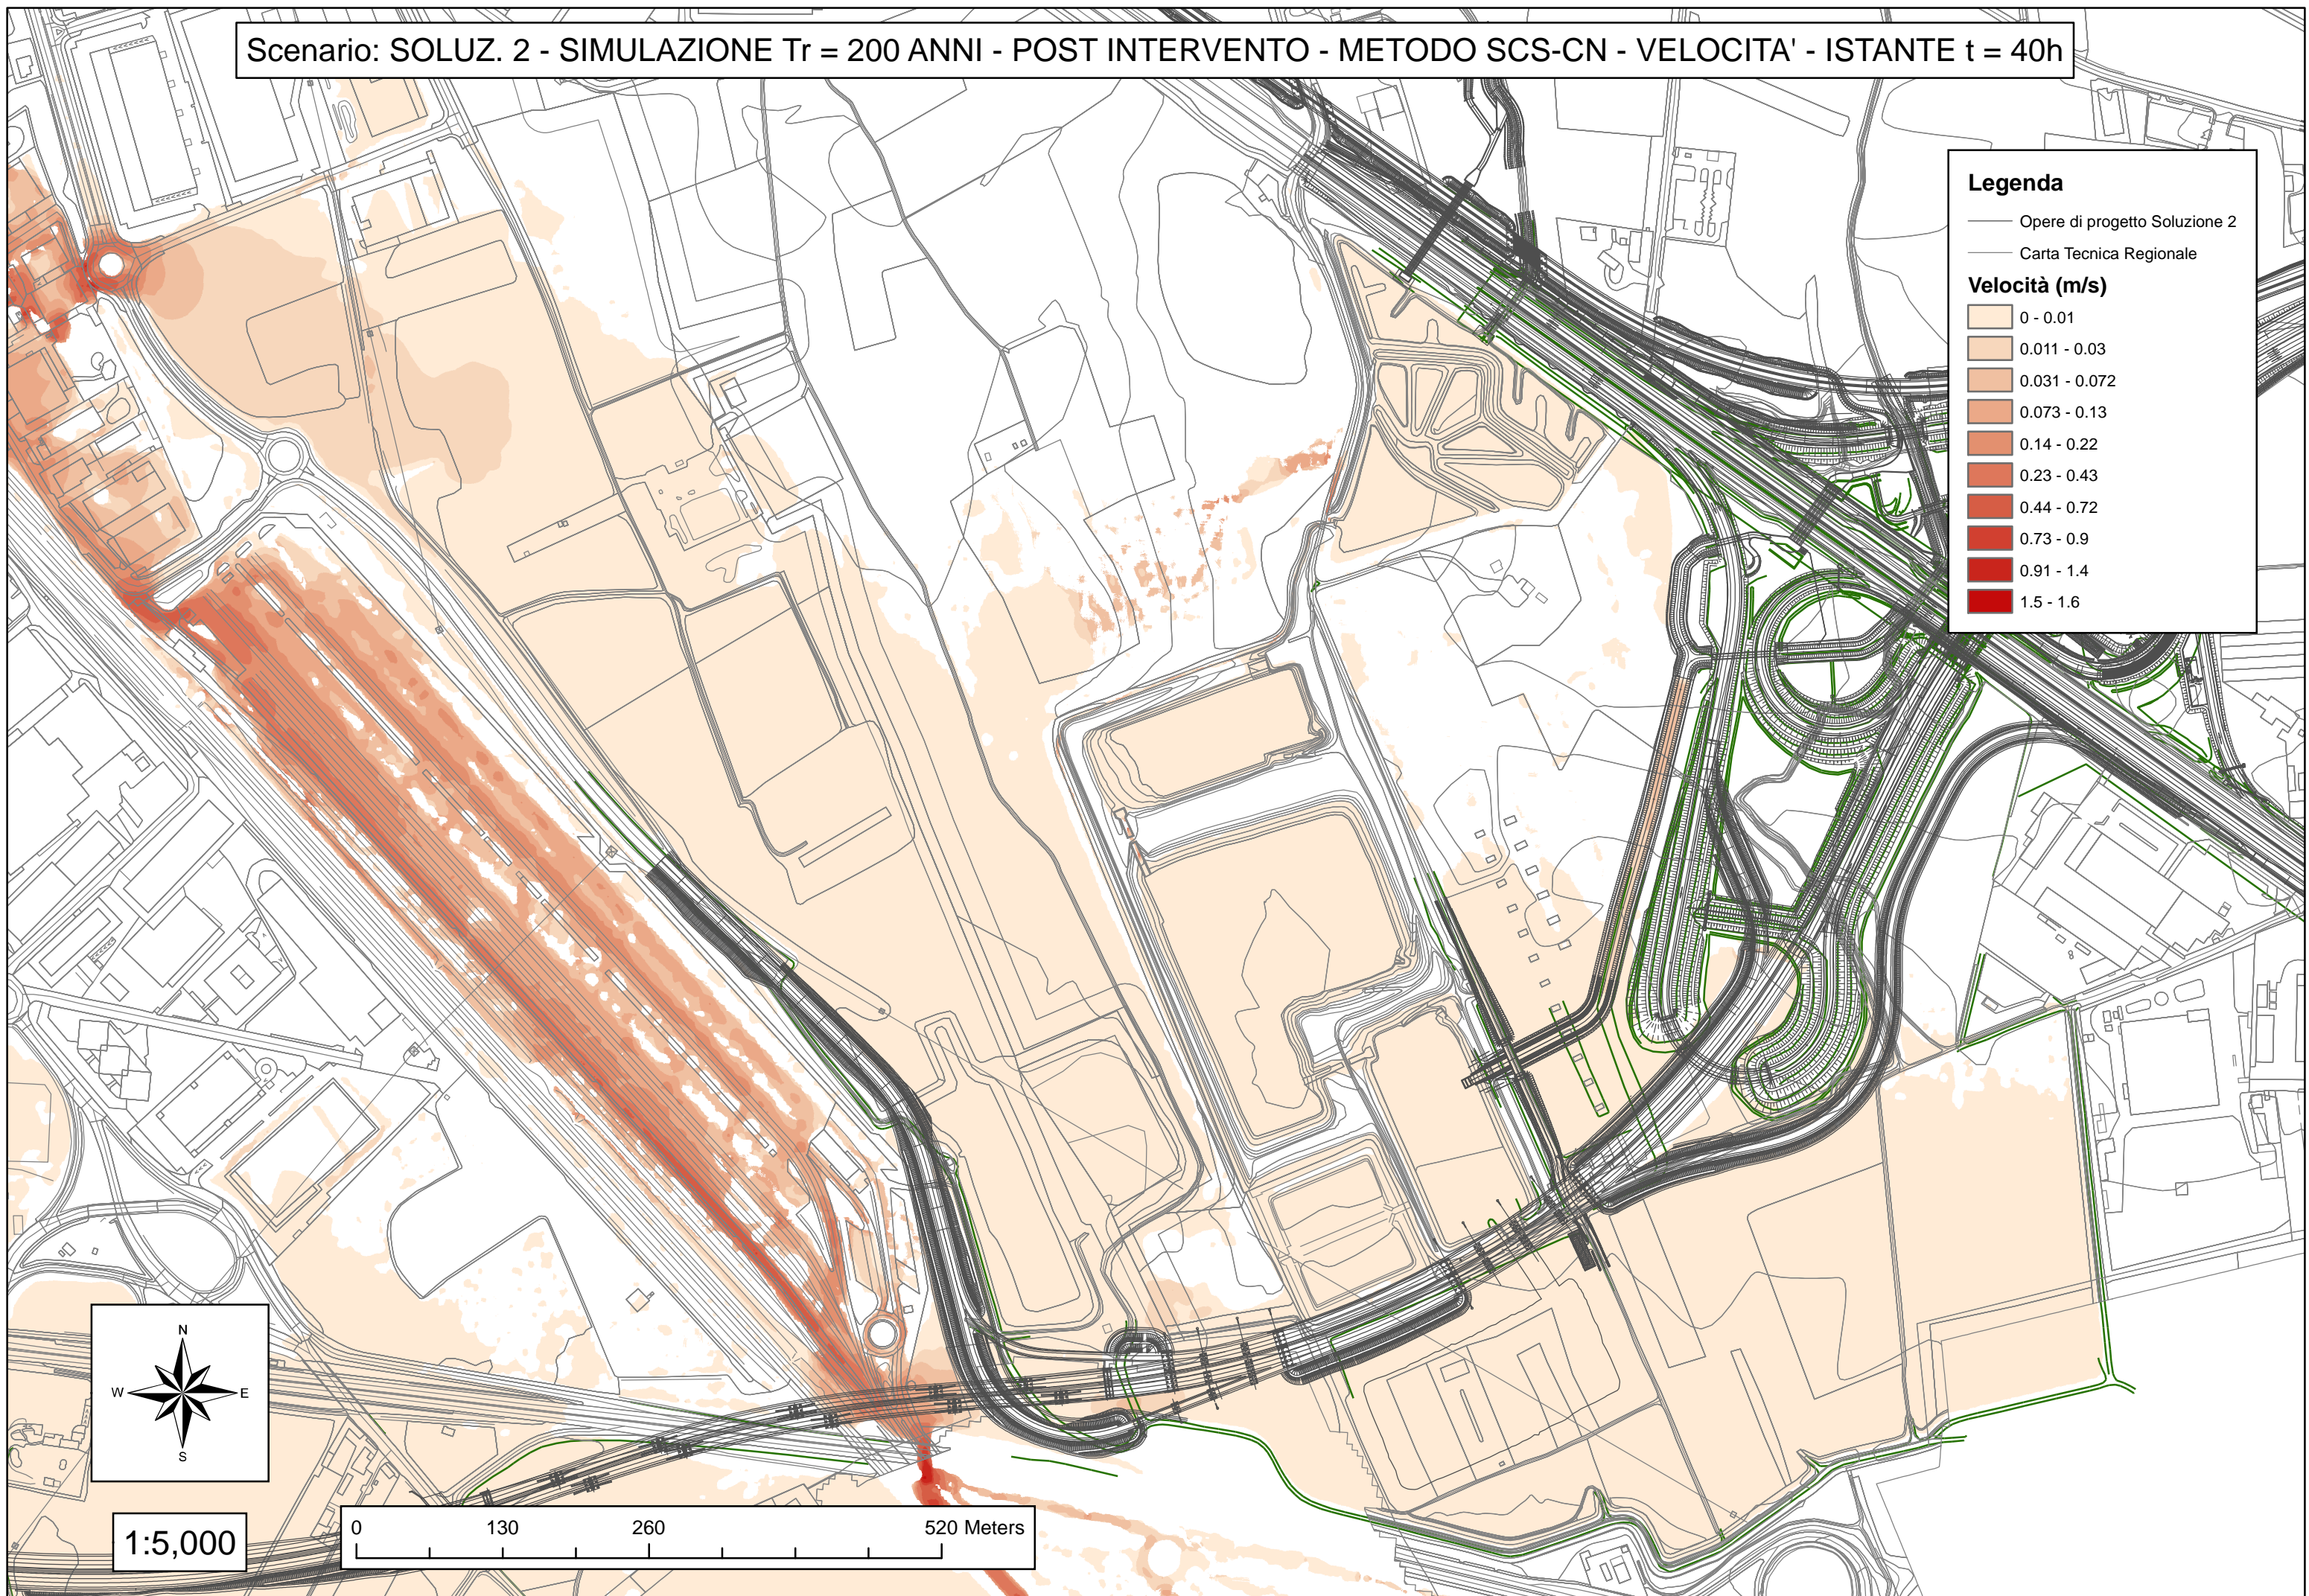 Scenario: SOLUZ. 2 - SIMULAZIONE Tr = 200 ANNI - POST INTERVENTO - METODO SCS-CN - VELOCITA' - ISTANTE t = 40h
Legenda
Opere di progetto Soluzione 2
Carta Tecnica Regionale
Velocità (m/s)
0 - 0.01
0.011 - 0.03
0.031 - 0.072
0.073 - 0.13
0.14 - 0.22
0.23 - 0.43
0.44 - 0.72
0.73 - 0.9
0.91 - 1.4
1.5 - 1.6
N
W E
S
1:5,000
0 130 260 520 Meters